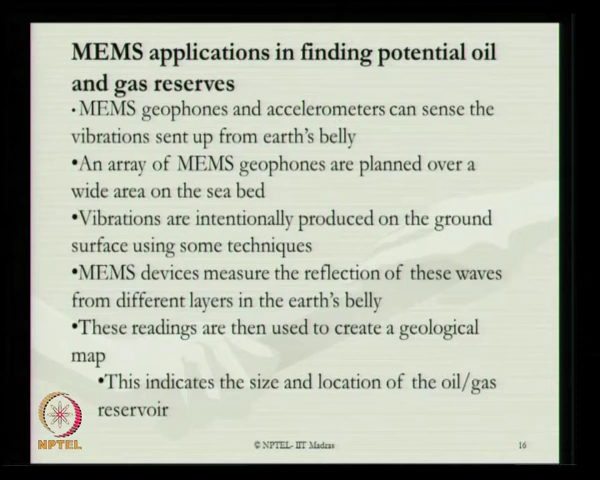 MEMS applications in finding potential oil
and gas reserves
•MEMS geophones and accelerometers can sense the
vibrations sent up from earth's belly
•An array of MEMS geophones are planned over a
wide area on the sea bed
•Vibrations are intentionally produced on the ground
surface using some techniques
•MEMS devices measure the reflection of these waves
from different layers in the earth's belly
•These readings are then used to create a geological
map
•This indicates the size and location of the oil/gas
reservoir
NPTEL
© NPTEL- IIT Madras
16